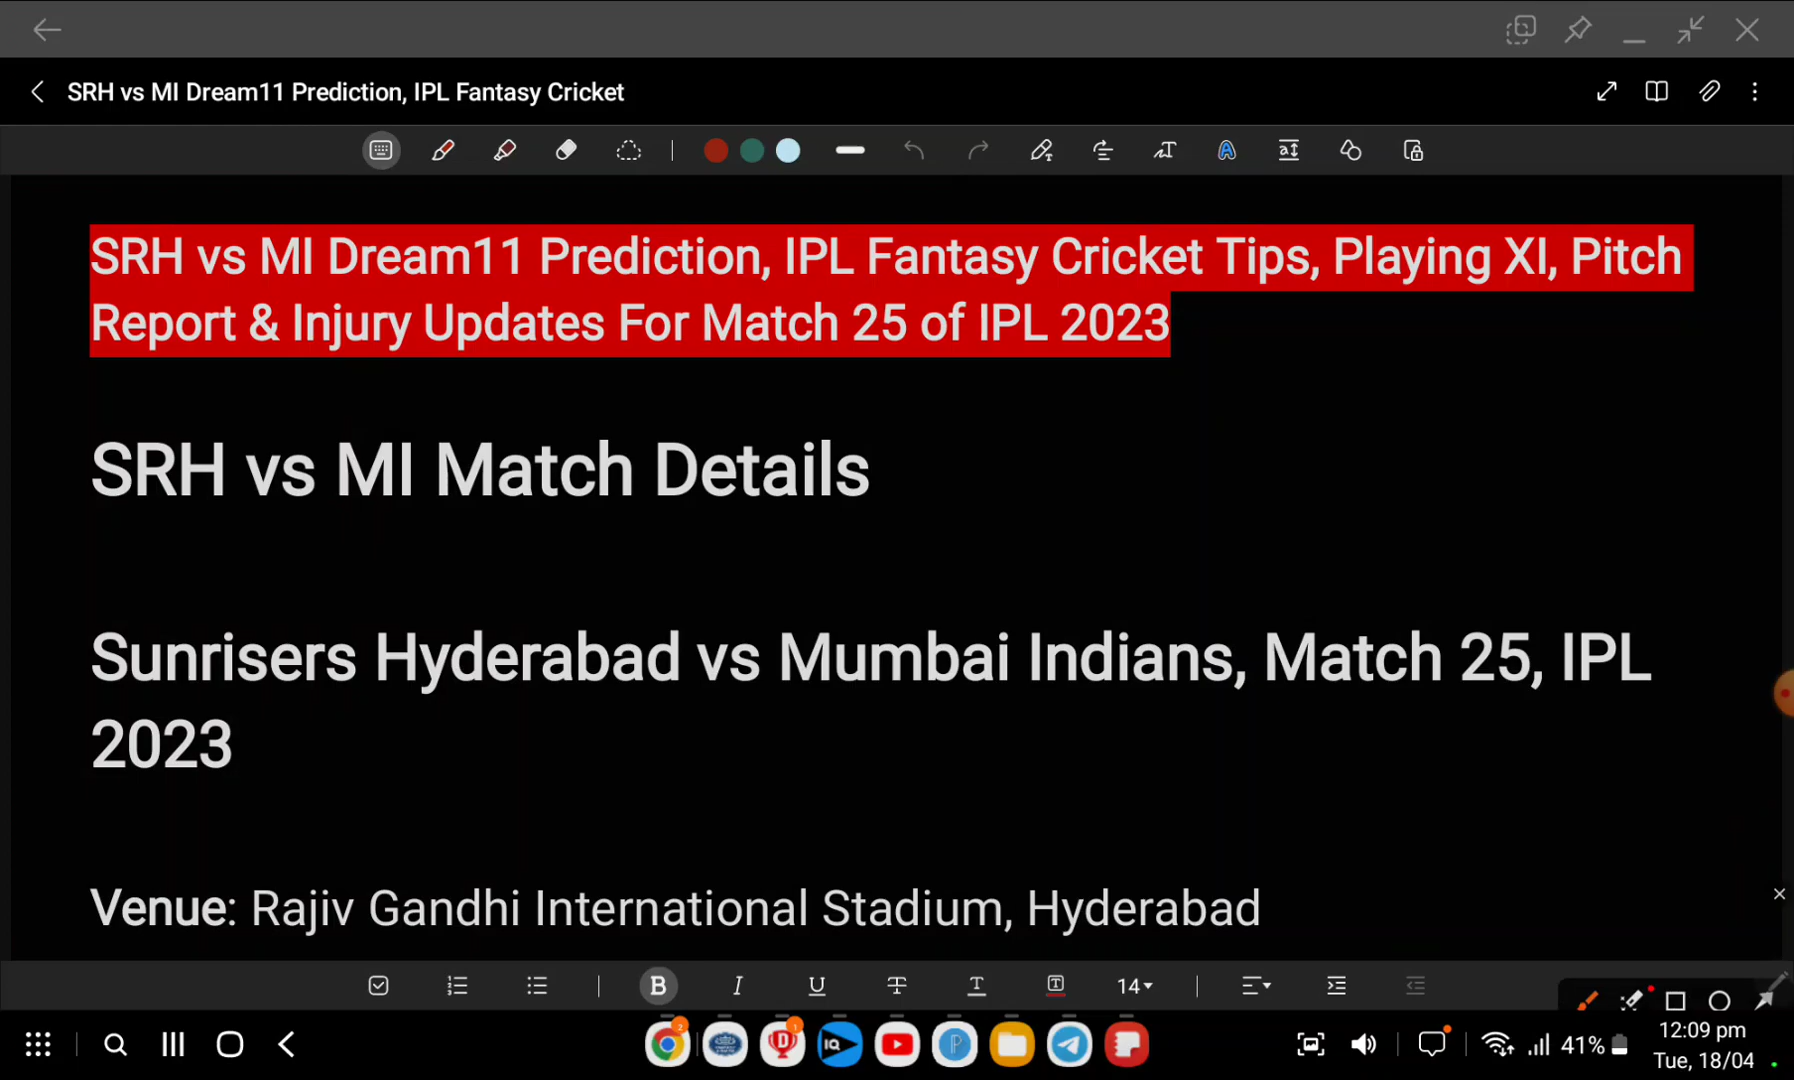 SRH vs MI Dream11 Prediction, IPL Fantasy Cricket
SRH vs MI Dream11 Prediction, IPL Fantasy Cricket Tips, Playing XI, Pitch
Report & Injury Updates For Match 25 of IPL 2023
SRH vs MI Match Details
Sunrisers Hyderabad vs Mumbai Indians, Match 25, IPL
2023
Venue: Rajiv Gandhi International Stadium, Hyderabad
B I U T T T 14
41% 12:09 pm
Tue, 18/04